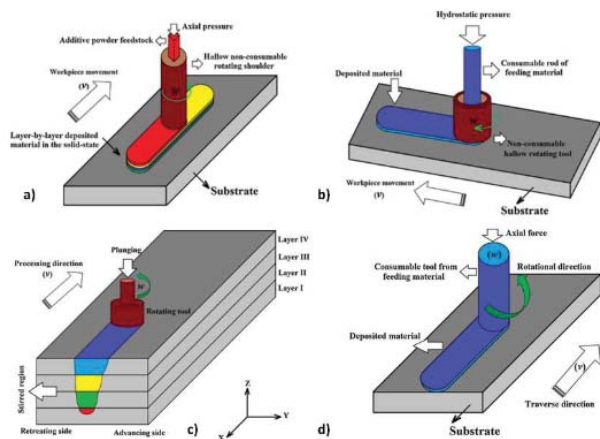 Axial pressure
Additive powder feedstock
Hollow non-consumable
rotating shoulder
Workpiece movement
(v)
w
Layer-by-layer deposited
material in the solid-state
Substrate
a)
Hydrostatic pressure
Consumable rod of
feeding material
Deposited material
w
Non-consumable
hollow rotating tool
Workpiece movement
(v)
Substrate
b)
Plunging
Processing direction
(v)
w
Rotating tool
Layer IV
Layer III
Layer II
Layer I
Stirred region
Retreating side
Advancing side
c)
Z
Y
X
Axial force
(w)
Consumable tool from
feeding material
Rotational direction
Deposited material
(v)
Traverse direction
Substrate
d)